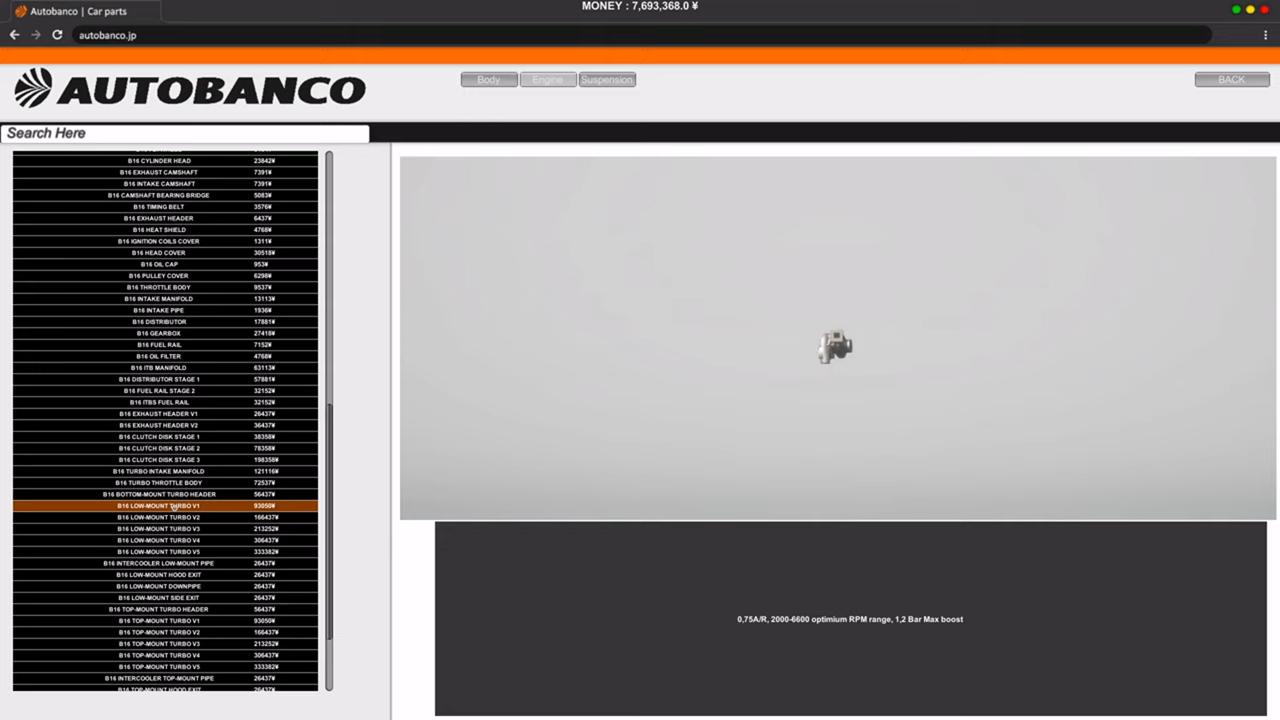 MONEY : 7,693,368.0 ¥
Autobanco | Car parts
autobanco.jp
AUTOBANCO
Body Engine Suspension BACK
Search Here
B16 CYLINDER HEAD 23842¥
B16 EXHAUST CAMSHAFT 7391¥
B16 INTAKE CAMSHAFT 7391¥
B16 CAMSHAFT BEARING BRIDGE 5083¥
B16 TIMING BELT 3576¥
B16 EXHAUST HEADER 6437¥
B16 HEAT SHIELD 4768¥
B16 IGNITION COILS COVER 1311¥
B16 HEAD COVER 30518¥
B16 OIL CAP 953¥
B16 PULLEY COVER 6298¥
B16 THROTTLE BODY 9537¥
B16 INTAKE MANIFOLD 13113¥
B16 INTAKE PIPE 1936¥
B16 DISTRIBUTOR 17881¥
B16 GEARBOX 27418¥
B16 FUEL RAIL 7152¥
B16 OIL FILTER 4768¥
B16 ITB MANIFOLD 63113¥
B16 DISTRIBUTOR STAGE 1 57881¥
B16 FUEL RAIL STAGE 2 32152¥
B16 ITBS FUEL RAIL 32152¥
B16 EXHAUST HEADER V1 26437¥
B16 EXHAUST HEADER V2 36437¥
B16 CLUTCH DISK STAGE 1 38358¥
B16 CLUTCH DISK STAGE 2 78358¥
B16 CLUTCH DISK STAGE 3 198358¥
B16 TURBO INTAKE MANIFOLD 121116¥
B16 TURBO THROTTLE BODY 72537¥
B16 BOTTOM-MOUNT TURBO HEADER 56437¥
B16 LOW-MOUNT TURBO V1 93050¥
B16 LOW-MOUNT TURBO V2 166437¥
B16 LOW-MOUNT TURBO V3 213252¥
B16 LOW-MOUNT TURBO V4 306437¥
B16 LOW-MOUNT TURBO V5 333382¥
B16 INTERCOOLER LOW-MOUNT PIPE 26437¥
B16 LOW-MOUNT HOOD EXIT 26437¥
B16 LOW-MOUNT DOWNPIPE 26437¥
B16 LOW-MOUNT SIDE EXIT 26437¥
B16 TOP-MOUNT TURBO HEADER 56437¥
B16 TOP-MOUNT TURBO V1 93050¥
B16 TOP-MOUNT TURBO V2 166437¥
B16 TOP-MOUNT TURBO V3 213252¥
B16 TOP-MOUNT TURBO V4 306437¥
B16 TOP-MOUNT TURBO V5 333382¥
B16 INTERCOOLER TOP-MOUNT PIPE 26437¥
B16 TOP-MOUNT HOOD EXIT 26437¥
0,75A/R, 2000-6600 optimium RPM range, 1,2 Bar Max boost